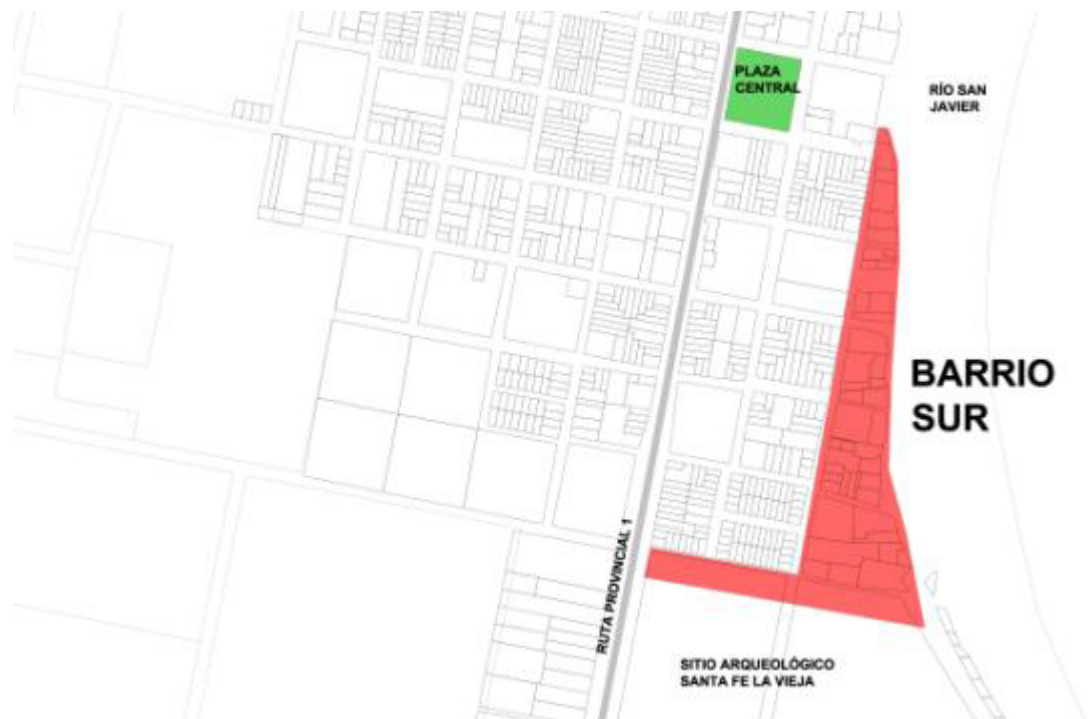 PLAZA
CENTRAL
RÍO SAN
JAVIER
BARRIO
SUR
RUTA PROVINCIAL 1
SITIO ARQUEOLÓGICO
SANTA FE LA VIEJA